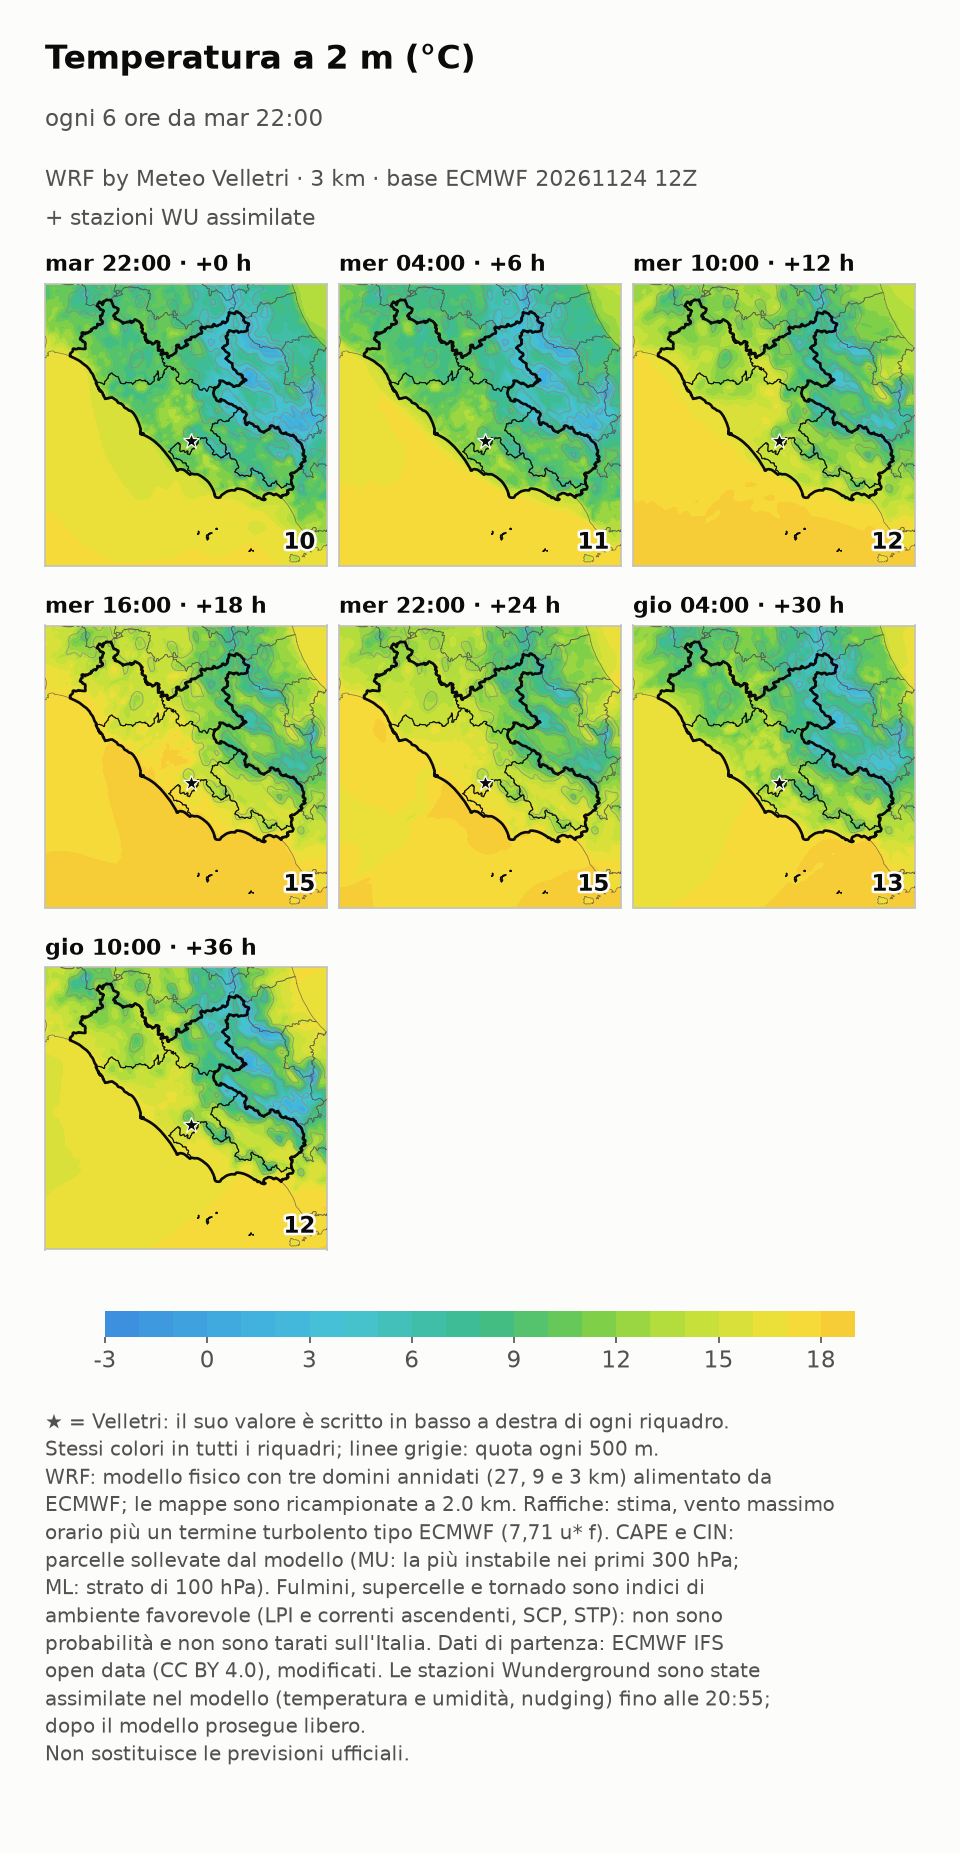 Temperatura a 2 m (°C)
ogni 6 ore da mar 22:00
WRF by Meteo Velletri · 3 km · base ECMWF 20261124 12Z
+ stazioni WU assimilate
mar 22:00 · +0 h
mer 04:00 · +6 h
mer 10:00 · +12 h
10
11
12
mer 16:00 · +18 h
mer 22:00 · +24 h
gio 04:00 · +30 h
15
15
13
gio 10:00 · +36 h
12
-3 0 3 6 9 12 15 18
★ = Velletri: il suo valore è scritto in basso a destra di ogni riquadro.
Stessi colori in tutti i riquadri; linee grigie: quota ogni 500 m.
WRF: modello fisico con tre domini annidati (27, 9 e 3 km) alimentato da
ECMWF; le mappe sono ricampionate a 2.0 km. Raffiche: stima, vento massimo
orario più un termine turbolento tipo ECMWF (7,71 u* f). CAPE e CIN:
parcelle sollevate dal modello (MU: la più instabile nei primi 300 hPa;
ML: strato di 100 hPa). Fulmini, supercelle e tornado sono indici di
ambiente favorevole (LPI e correnti ascendenti, SCP, STP): non sono
probabilità e non sono tarati sull'Italia. Dati di partenza: ECMWF IFS
open data (CC BY 4.0), modificati. Le stazioni Wunderground sono state
assimilate nel modello (temperatura e umidità, nudging) fino alle 20:55;
dopo il modello prosegue libero.
Non sostituisce le previsioni ufficiali.